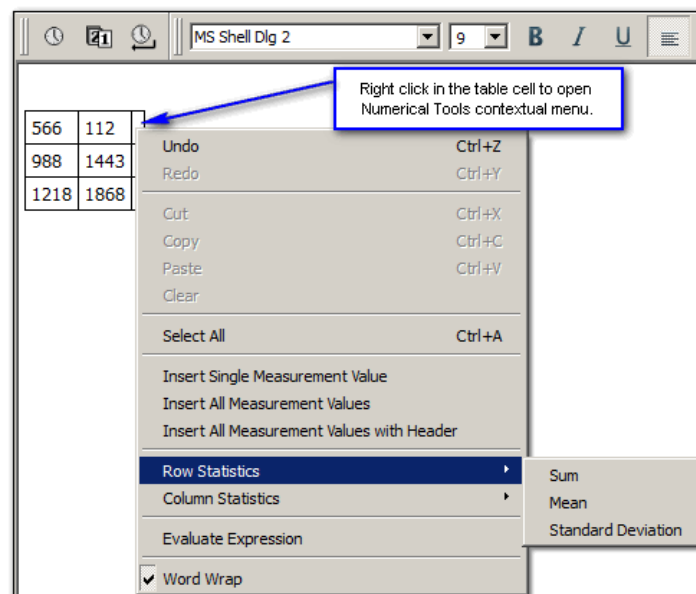 21
MS Shell Dlg 2 9 B I U
Right click in the table cell to open
Numerical Tools contextual menu.
566 112
988 1443
1218 1868
Undo Ctrl+Z
Redo Ctrl+Y
Cut Ctrl+X
Copy Ctrl+C
Paste Ctrl+V
Clear
Select All Ctrl+A
Insert Single Measurement Value
Insert All Measurement Values
Insert All Measurement Values with Header
Row Statistics
Column Statistics
Evaluate Expression
Word Wrap
Sum
Mean
Standard Deviation